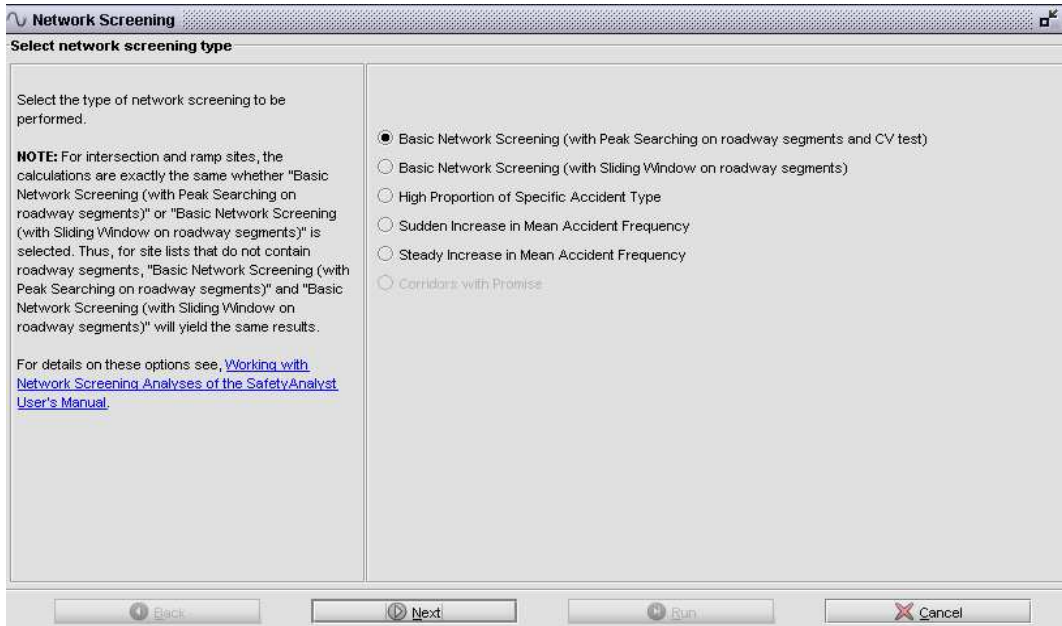 Network Screening
Select network screening type
Select the type of network screening to be
performed.
NOTE: For intersection and ramp sites, the
calculations are exactly the same whether "Basic
Network Screening (with Peak Searching on
roadway segments)" or "Basic Network Screening
(with Sliding Window on roadway segments)" is
selected. Thus, for site lists that do not contain
roadway segments, "Basic Network Screening (with
Peak Searching on roadway segments)" and "Basic
Network Screening (with Sliding Window on
roadway segments)" will yield the same results.
For details on these options see, Working with
Network Screening Analyses of the SafetyAnalyst
User's Manual.
Basic Network Screening (with Peak Searching on roadway segments and CV test)
Basic Network Screening (with Sliding Window on roadway segments)
High Proportion of Specific Accident Type
Sudden Increase in Mean Accident Frequency
Steady Increase in Mean Accident Frequency
Corridors with Promise
Back
Next
Run
Cancel